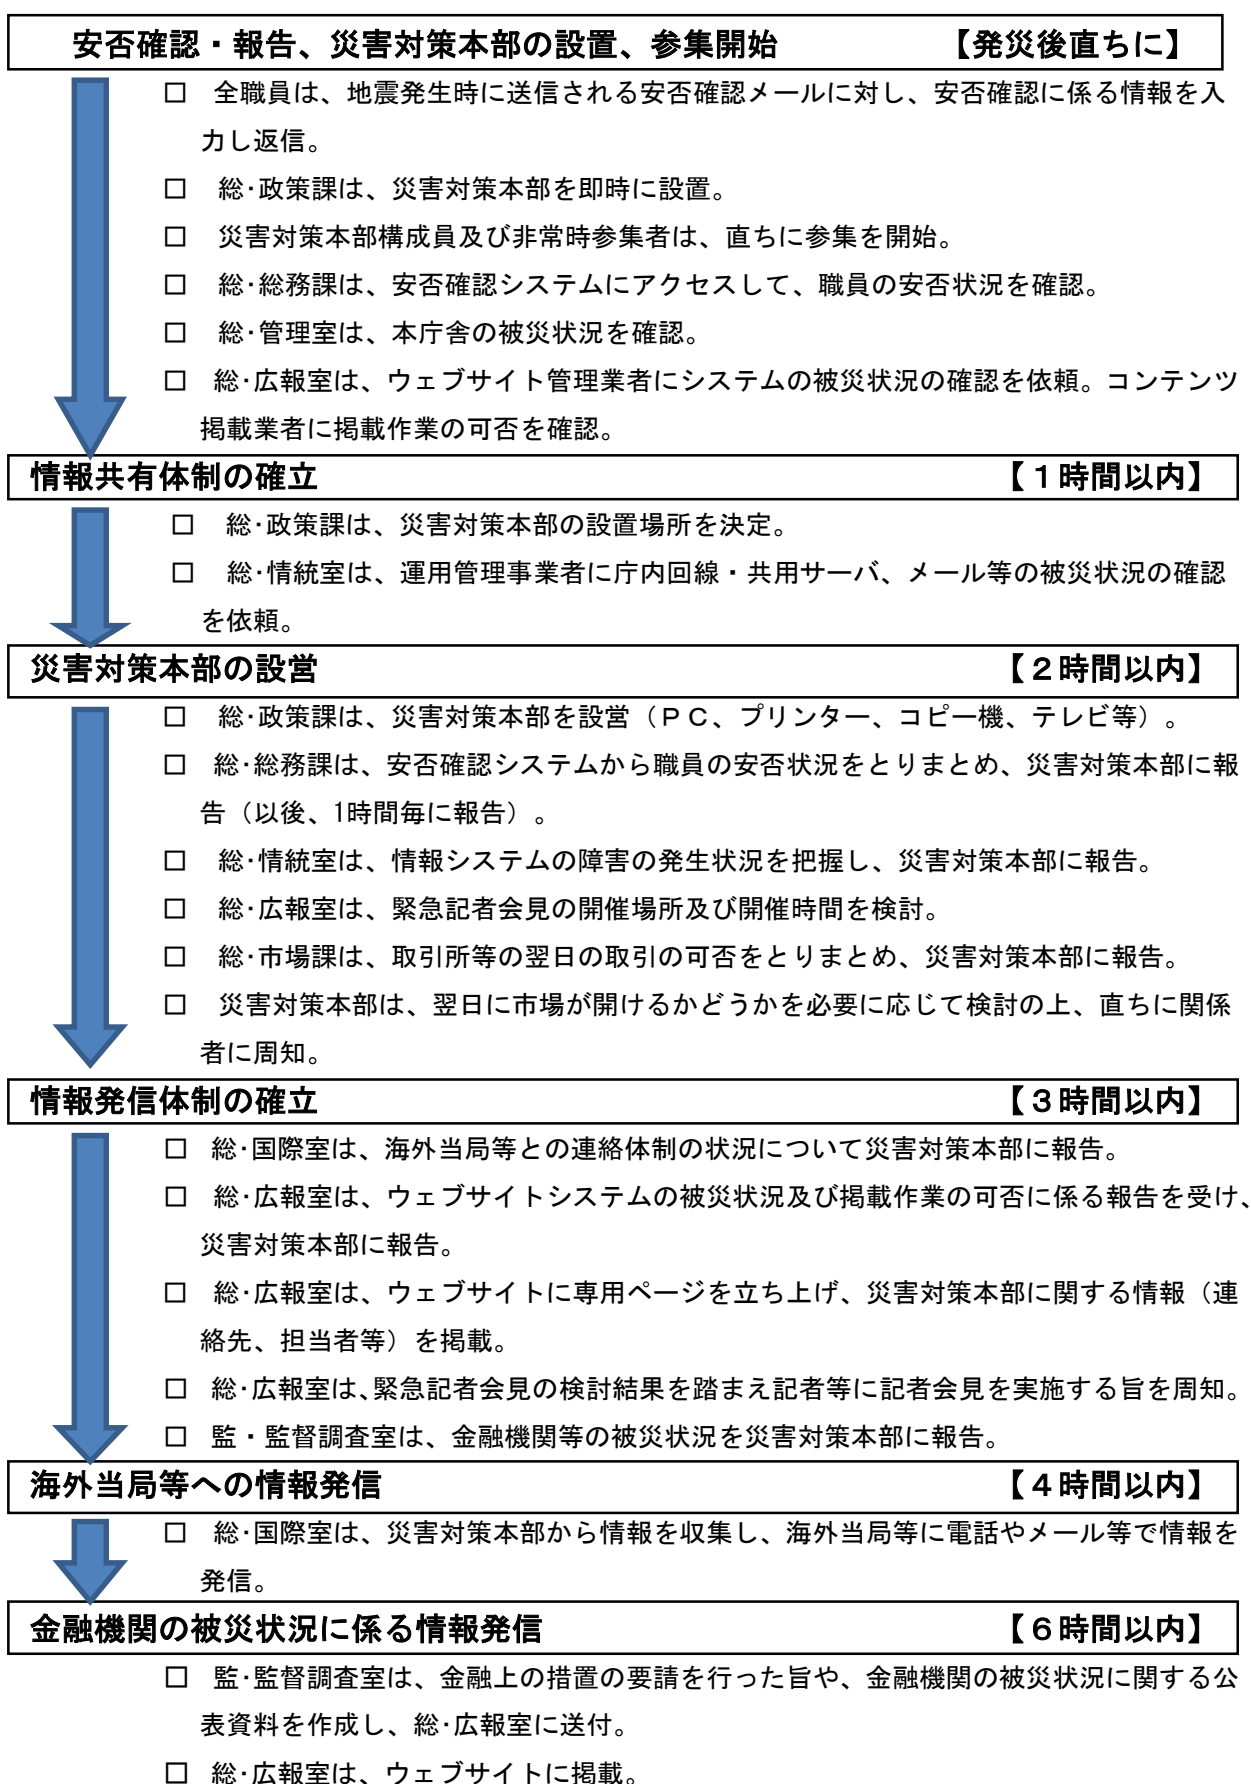 安否確認・報告、災害対策本部の設置、参集開始 【発災後直ちに】
□ 全職員は、地震発生時に送信される安否確認メールに対し、安否確認に係る情報を入
力し返信。
□ 総･政策課は、災害対策本部を即時に設置。
□ 災害対策本部構成員及び非常時参集者は、直ちに参集を開始。
□ 総･総務課は、安否確認システムにアクセスして、職員の安否状況を確認。
□ 総･管理室は、本庁舎の被災状況を確認。
□ 総･広報室は、ウェブサイト管理業者にシステムの被災状況の確認を依頼。コンテンツ
掲載業者に掲載作業の可否を確認。
情報共有体制の確立 【１時間以内】
□ 総･政策課は、災害対策本部の設置場所を決定。
□ 総･情統室は、運用管理事業者に庁内回線・共用サーバ、メール等の被災状況の確認
を依頼。
災害対策本部の設営 【２時間以内】
□ 総･政策課は、災害対策本部を設営（ＰＣ、プリンター、コピー機、テレビ等）。
□ 総･総務課は、安否確認システムから職員の安否状況をとりまとめ、災害対策本部に報
告（以後、1時間毎に報告）。
□ 総･情統室は、情報システムの障害の発生状況を把握し、災害対策本部に報告。
□ 総･広報室は、緊急記者会見の開催場所及び開催時間を検討。
□ 総･市場課は、取引所等の翌日の取引の可否をとりまとめ、災害対策本部に報告。
□ 災害対策本部は、翌日に市場が開けるかどうかを必要に応じて検討の上、直ちに関係
者に周知。
情報発信体制の確立 【３時間以内】
□ 総･国際室は、海外当局等との連絡体制の状況について災害対策本部に報告。
□ 総･広報室は、ウェブサイトシステムの被災状況及び掲載作業の可否に係る報告を受け、
災害対策本部に報告。
□ 総･広報室は、ウェブサイトに専用ページを立ち上げ、災害対策本部に関する情報（連
絡先、担当者等）を掲載。
□ 総･広報室は、緊急記者会見の検討結果を踏まえ記者等に記者会見を実施する旨を周知。
□ 監・監督調査室は、金融機関等の被災状況を災害対策本部に報告。
海外当局等への情報発信 【４時間以内】
□ 総･国際室は、災害対策本部から情報を収集し、海外当局等に電話やメール等で情報を
発信。
金融機関の被災状況に係る情報発信 【６時間以内】
□ 監･監督調査室は、金融上の措置の要請を行った旨や、金融機関の被災状況に関する公
表資料を作成し、総･広報室に送付。
□ 総･広報室は、ウェブサイトに掲載。